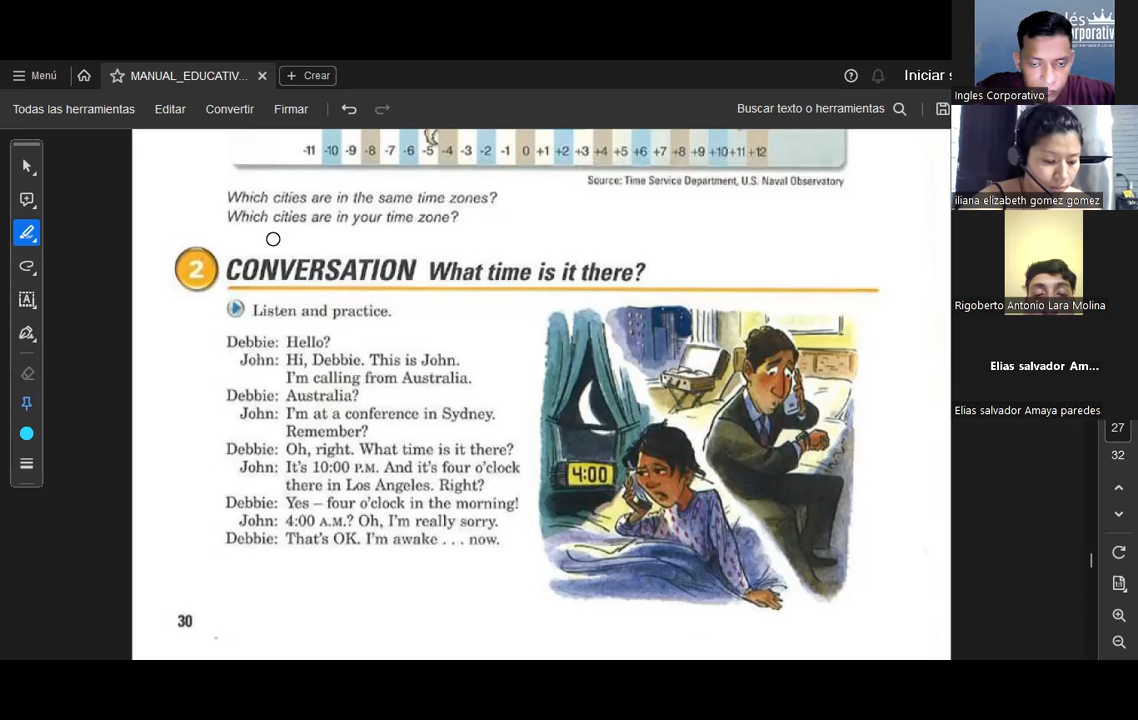 Menú
MANUAL_EDUCATIV...
Crear
Iniciar s
Todas las herramientas
Editar
Convertir
Firmar
Buscar texto o herramientas
-11 -10 -9 -8 -7 -6 -5 -4 -3 -2 -1 0 +1 +2 +3 +4 +5 +6 +7 +8 +9 +10 +11 +12
Source: Time Service Department, U.S. Naval Observatory
Which cities are in the same time zones?
Which cities are in your time zone?
2 CONVERSATION What time is it there?
Listen and practice.
Debbie: Hello?
John: Hi, Debbie. This is John.
I'm calling from Australia.
Debbie: Australia?
John: I'm at a conference in Sydney.
Remember?
Debbie: Oh, right. What time is it there?
John: It's 10:00 P.M. And it's four o'clock
there in Los Angeles. Right?
Debbie: Yes – four o'clock in the morning!
John: 4:00 A.M.? Oh, I'm really sorry.
Debbie: That's OK. I'm awake . . . now.
4:00
30
27
32
lés
orporativ
Ingles Corporativo
iliana elizabeth gomez gomez
Rigoberto Antonio Lara Molina
Elias salvador Am...
Elias salvador Amaya paredes